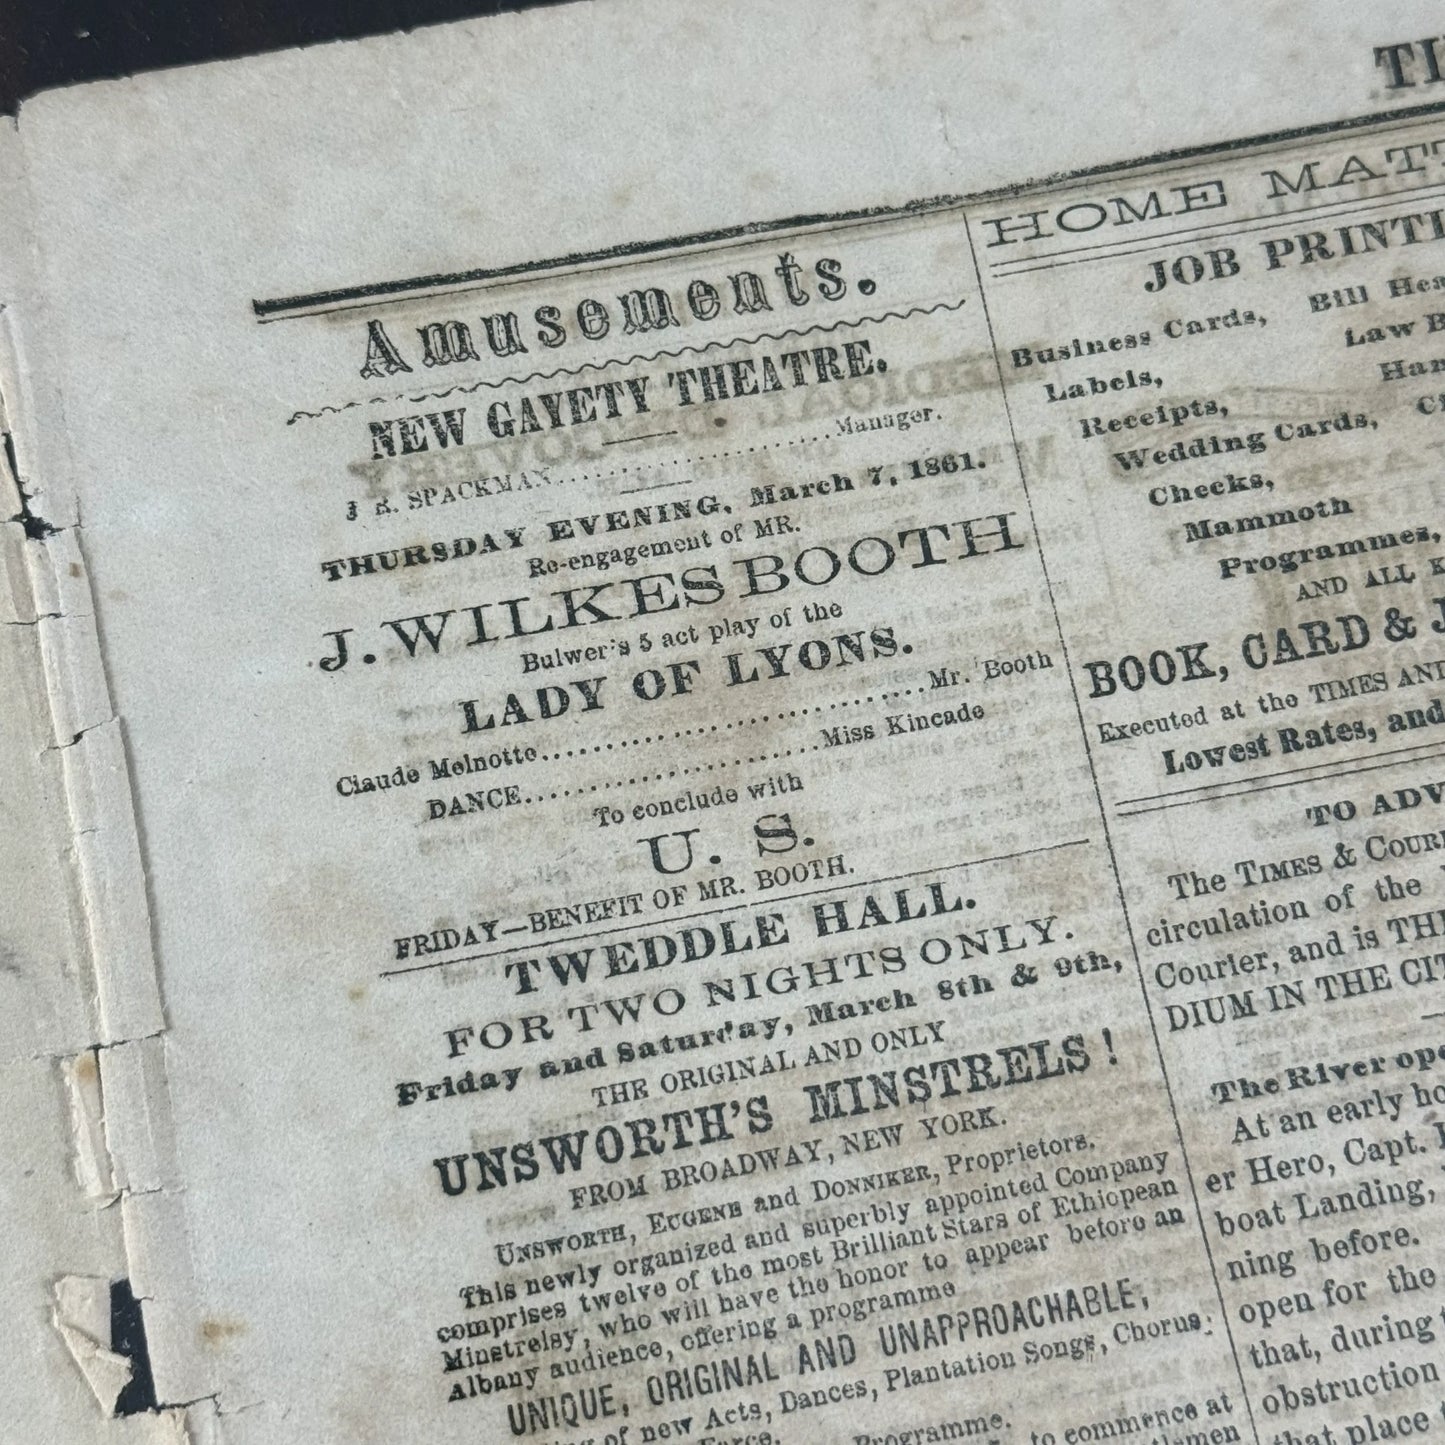 Amusements.
NEW GAYETY THEATRE.
J. R. SPACKMAN....................Manager.
THURSDAY EVENING, March 7, 1861.
Re-engagement of MR.
J. WILKES BOOTH
Bulwer's 5 act play of the
LADY OF LYONS.
Claude Melnotte..............................Mr. Booth
DANCE.......................Miss Kincade
To conclude with
U. S.
FRIDAY—BENEFIT OF MR. BOOTH.
TWEDDLE HALL.
FOR TWO NIGHTS ONLY.
Friday and Saturday, March 8th & 9th,
THE ORIGINAL AND ONLY
UNSWORTH'S MINSTRELS!
FROM BROADWAY, NEW YORK.
UNSWORTH, EUGENE and DONNIKER, Proprietors.
This newly organized and superbly appointed Company
comprises twelve of the most Brilliant Stars of Ethiopean
Minstrelsy, who will have the honor to appear before an
Albany audience, offering a programme
UNIQUE, ORIGINAL AND UNAPPROACHABLE,
of new Acts, Dances, Plantation Songs, Chorus,
Farce. Programme.
to commence at
TI
HOME MATT
JOB PRINTI
Business Cards, Bill Hea
Labels, Law B
Receipts, Han
Wedding Cards, Ci
Checks,
Mammoth
Programmes,
AND ALL K
BOOK, CARD & J
Executed at the TIMES AND
Lowest Rates, and
TO ADV
The TIMES & COUR
circulation of the
Courier, and is THE
DIUM IN THE CIT
The River ope
At an early ho
er Hero, Capt.
boat Landing,
ning before.
open for the
that, during t
obstruction
that place t